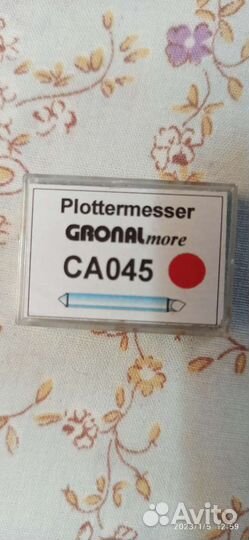 Plottermesser
GRONALmore
CA045
2023/1/5 12:59
Avito